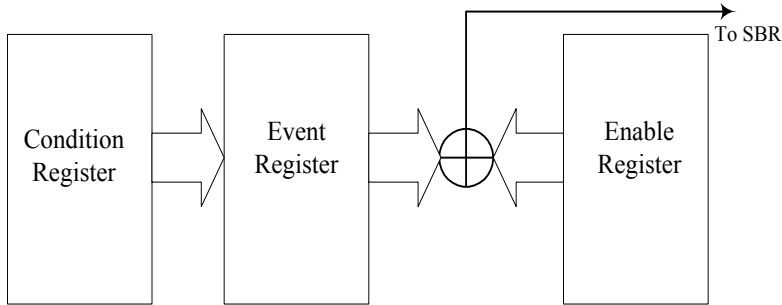 To SBR
Condition
Register
Event
Register
Enable
Register